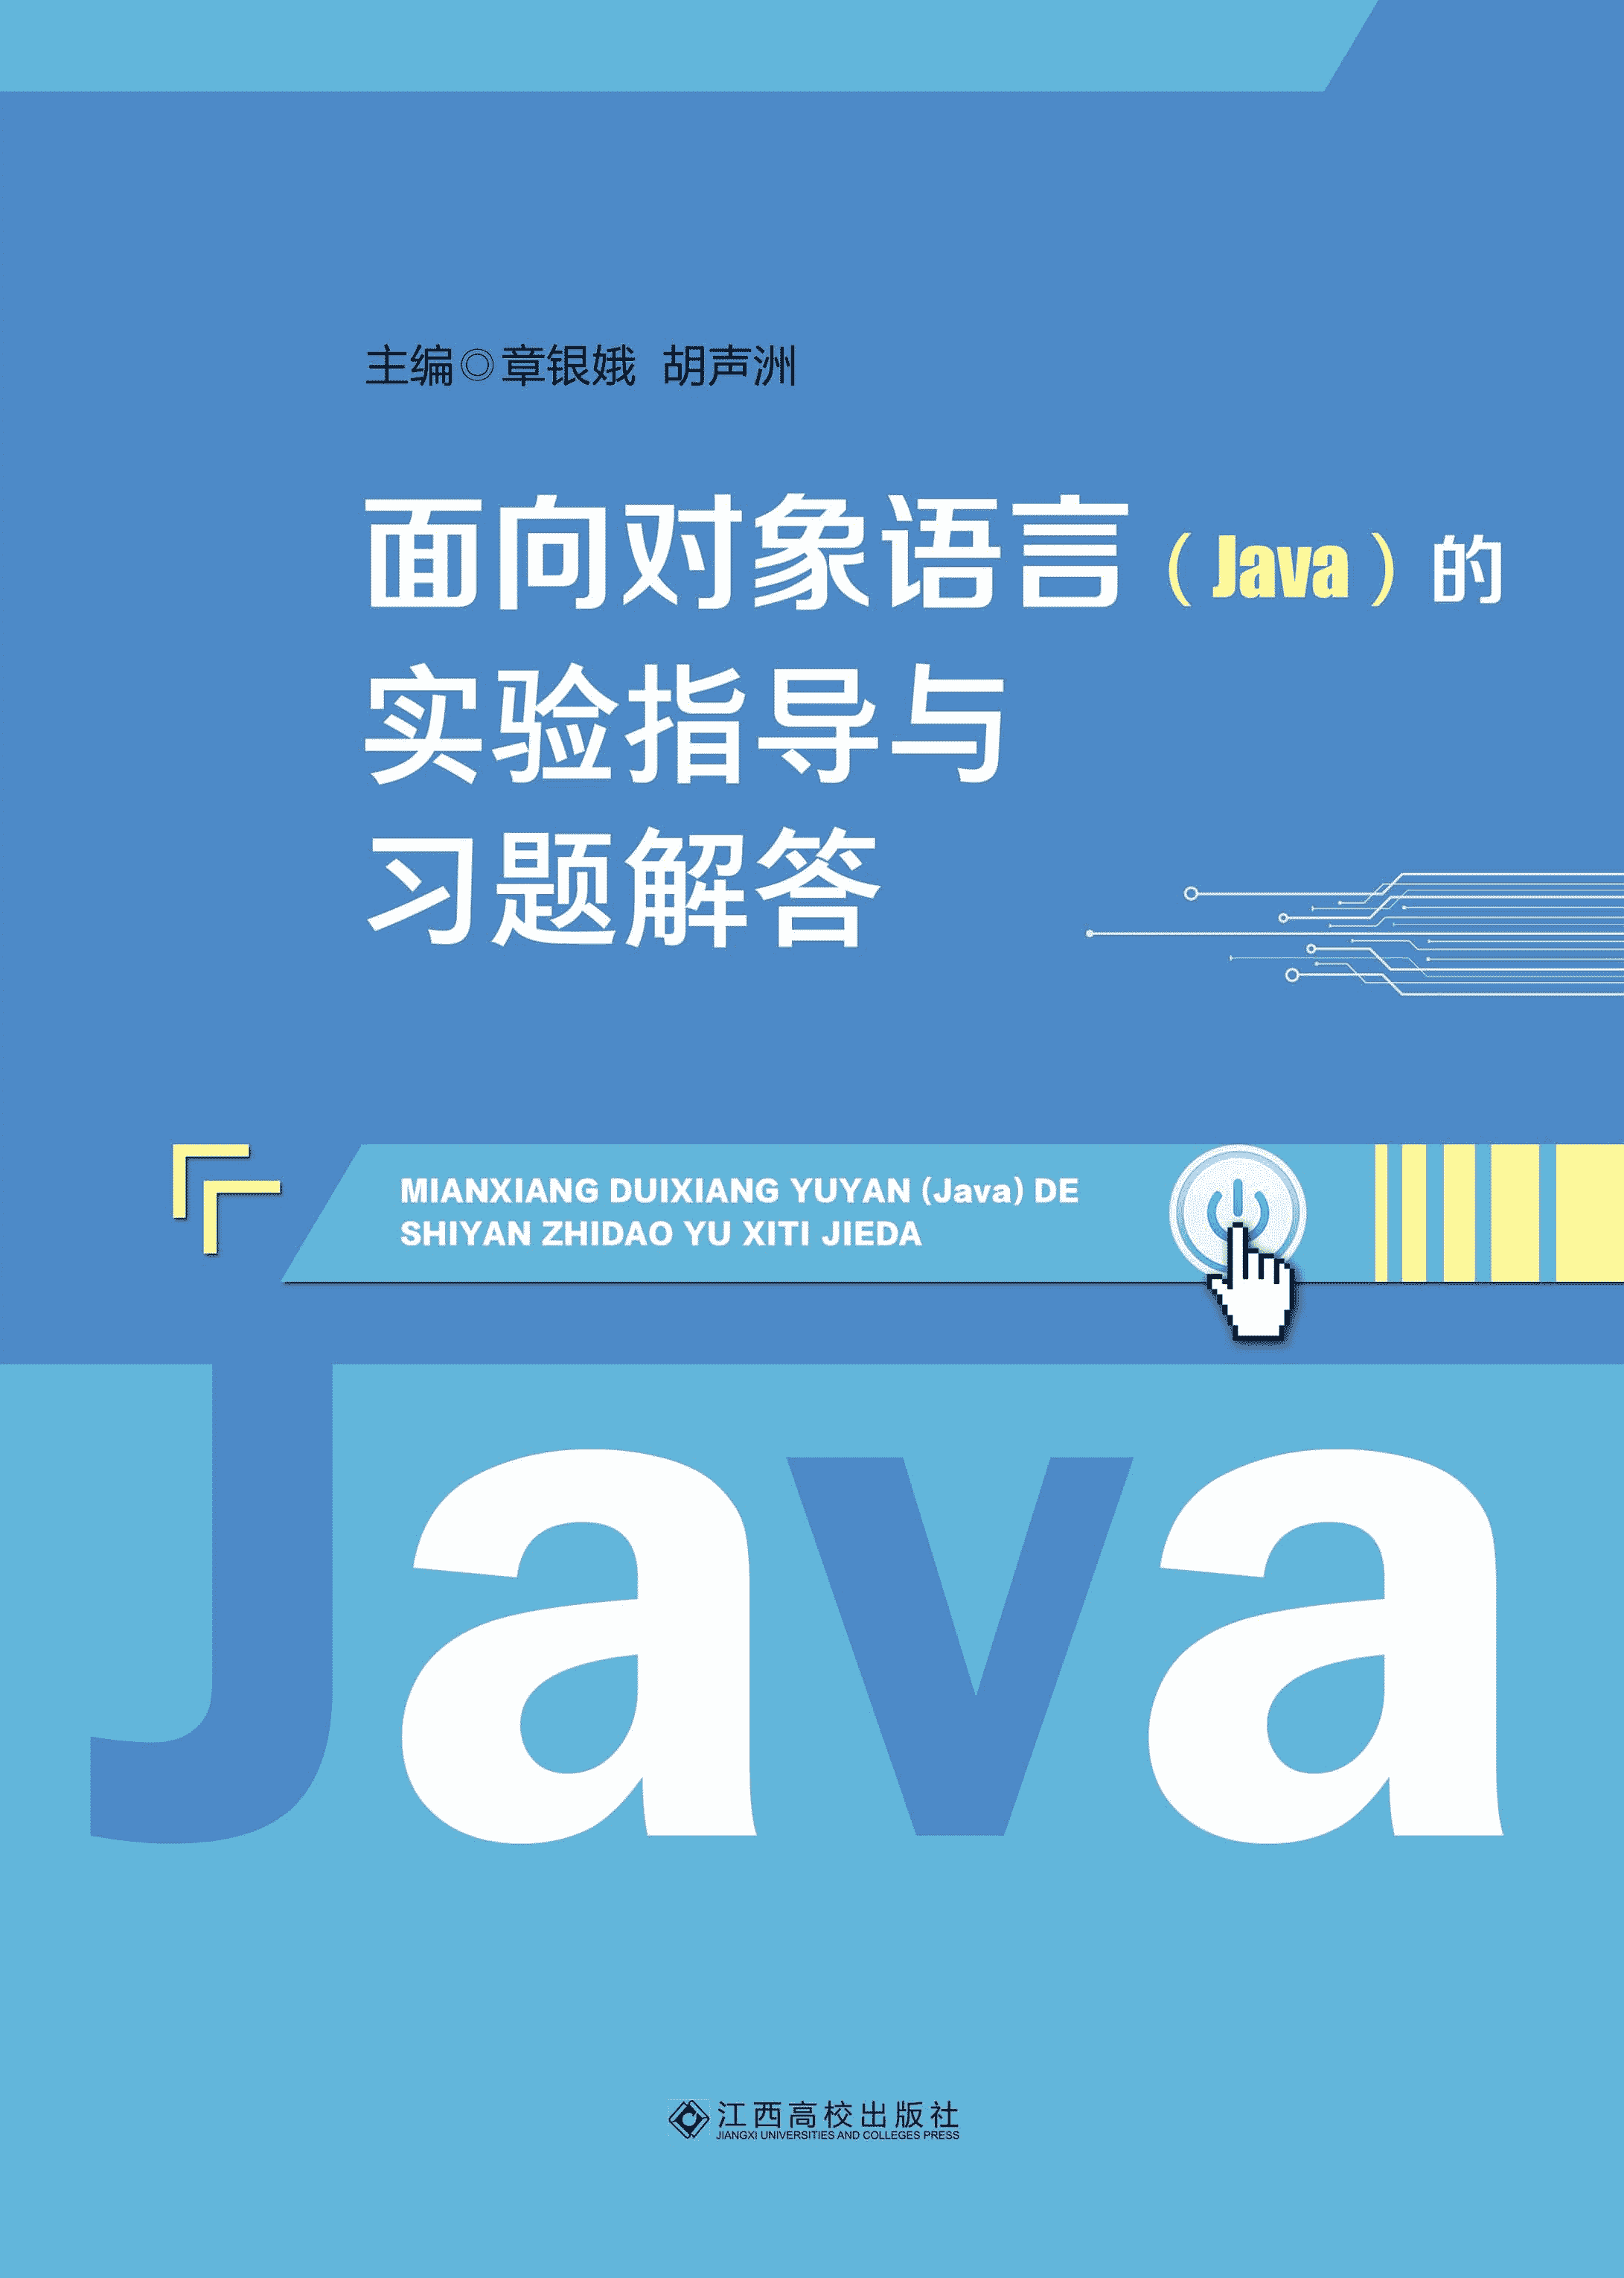 主编◎章银娥 胡声洲
面向对象语言（Java）的
实验指导与
习题解答
MIANXIANG DUIXIANG YUYAN (Java) DE
SHIYAN ZHIDAO YU XITI JIEDA
Java
江西高校出版社
JIANGXI UNIVERSITIES AND COLLEGES PRESS